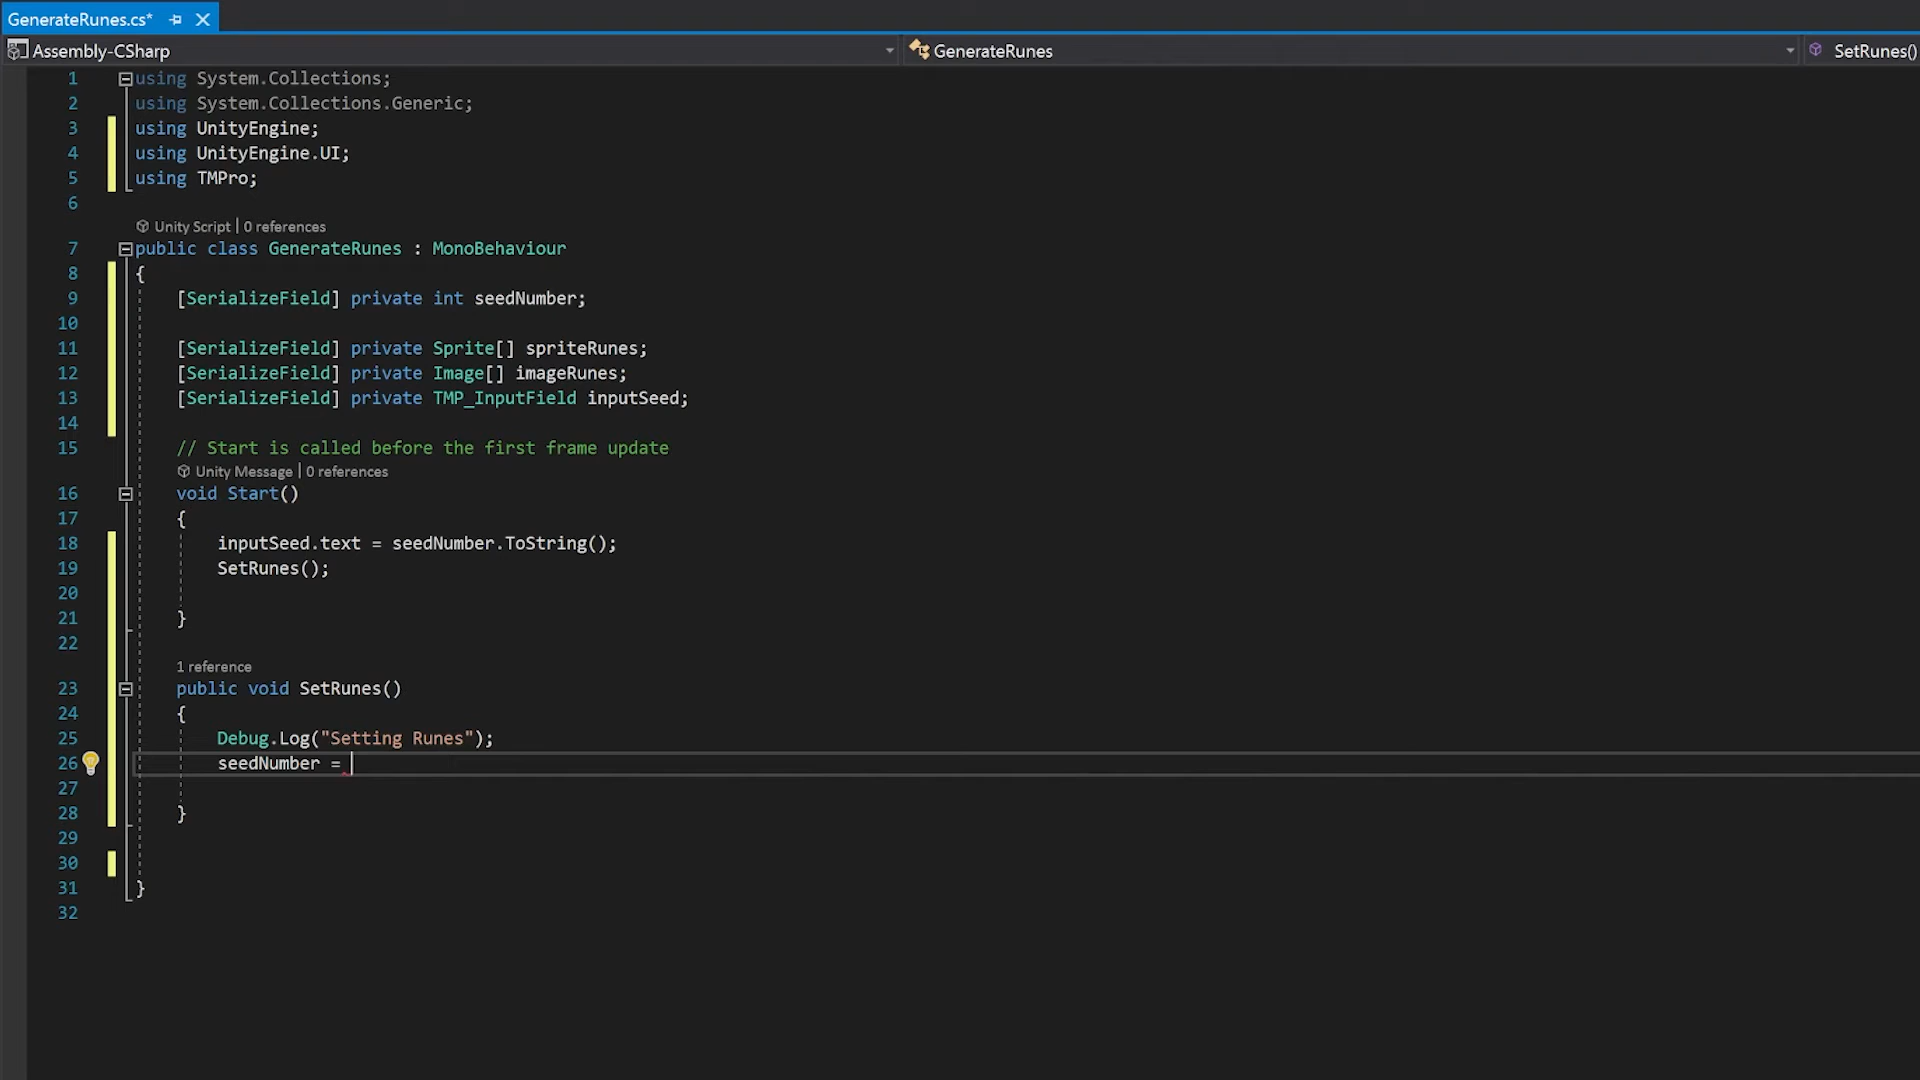 GenerateRunes.cs*
Assembly-CSharp
GenerateRunes
SetRunes()
1 using System.Collections;
2 using System.Collections.Generic;
3 using UnityEngine;
4 using UnityEngine.UI;
5 using TMPro;
6
Unity Script | 0 references
7 public class GenerateRunes : MonoBehaviour
8 {
9 [SerializeField] private int seedNumber;
10
11 [SerializeField] private Sprite[] spriteRunes;
12 [SerializeField] private Image[] imageRunes;
13 [SerializeField] private TMP_InputField inputSeed;
14
15 // Start is called before the first frame update
Unity Message | 0 references
16 void Start()
17 {
18 inputSeed.text = seedNumber.ToString();
19 SetRunes();
20
21 }
22
1 reference
23 public void SetRunes()
24 {
25 Debug.Log("Setting Runes");
26 seedNumber =
27
28 }
29
30
31 }
32